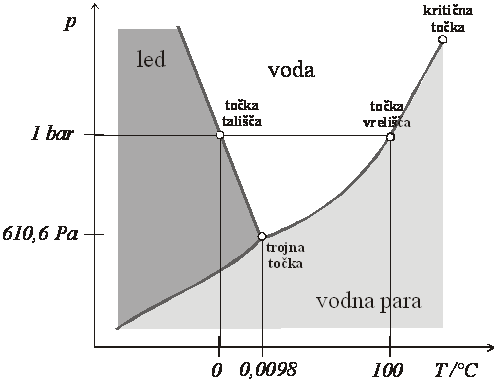 p
kritična
točka
led
voda
točka
tališča
točka
vrelišča
1 bar
610,6 Pa
trojna
točka
vodna para
0
0,0098
100
T/°C